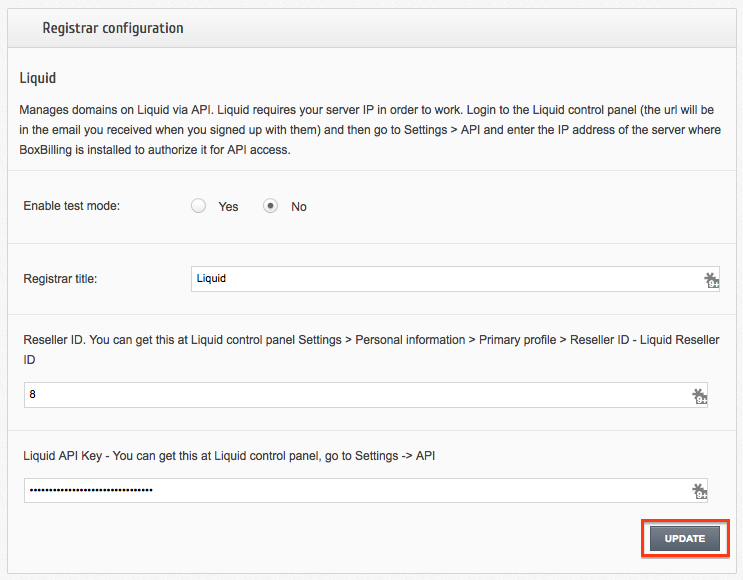 Registrar configuration
Liquid
Manages domains on Liquid via API. Liquid requires your server IP in order to work. Login to the Liquid control panel (the url will be
in the email you received when you signed up with them) and then go to Settings > API and enter the IP address of the server where
BoxBilling is installed to authorize it for API access.
Enable test mode: Yes No
Registrar title: Liquid
9+
Reseller ID. You can get this at Liquid control panel Settings > Personal information > Primary profile > Reseller ID - Liquid Reseller
ID
8
9+
Liquid API Key - You can get this at Liquid control panel, go to Settings -> API
9+
UPDATE